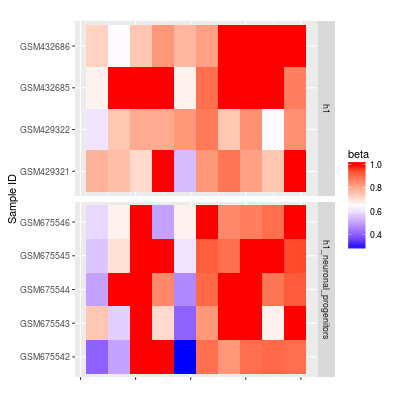 GSM432686
GSM432685
GSM429322
GSM429321
h1
GSM675546
GSM675545
GSM675544
GSM675543
GSM675542
h1_neuronal_progenitors
Sample ID
beta
1.0
0.8
0.6
0.4